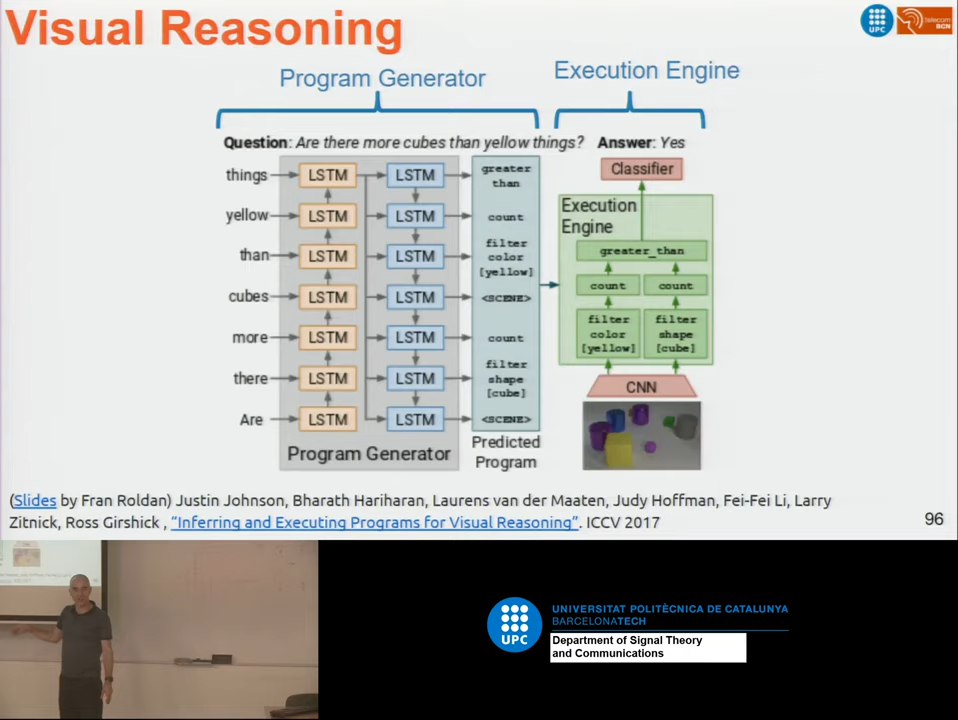 Visual Reasoning
UPC
telecom
BCN
Program Generator
Execution Engine
Question: Are there more cubes than yellow things? Answer: Yes
things
LSTM
LSTM
greater
than
yellow
LSTM
LSTM
count
than
LSTM
LSTM
filter
color
[yellow]
cubes
LSTM
LSTM
<SCENE>
more
LSTM
LSTM
count
there
LSTM
LSTM
filter
shape
[cube]
Are
LSTM
LSTM
<SCENE>
Program Generator
Predicted
Program
Classifier
Execution
Engine
greater_than
count
count
filter
color
[yellow]
filter
shape
[cube]
CNN
(Slides by Fran Roldan) Justin Johnson, Bharath Hariharan, Laurens van der Maaten, Judy Hoffman, Fei-Fei Li, Larry
Zitnick, Ross Girshick , “Inferring and Executing Programs for Visual Reasoning”. ICCV 2017
96
UPC
UNIVERSITAT POLITÈCNICA DE CATALUNYA
BARCELONATECH
Department of Signal Theory
and Communications